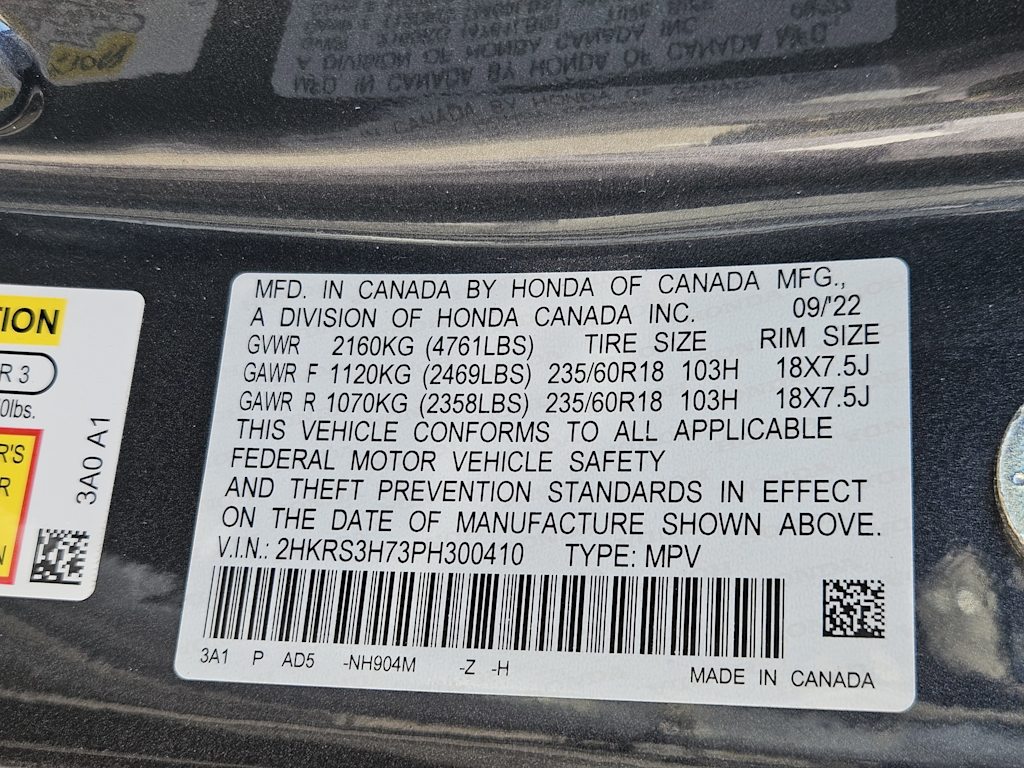 MFD. IN CANADA BY HONDA OF CANADA MFG.,
A DIVISION OF HONDA CANADA INC. 09/'22
GVWR 2160KG (4761LBS) TIRE SIZE RIM SIZE
GAWR F 1120KG (2469LBS) 235/60R18 103H 18X7.5J
GAWR R 1070KG (2358LBS) 235/60R18 103H 18X7.5J
THIS VEHICLE CONFORMS TO ALL APPLICABLE
FEDERAL MOTOR VEHICLE SAFETY
AND THEFT PREVENTION STANDARDS IN EFFECT
ON THE DATE OF MANUFACTURE SHOWN ABOVE.
V.I.N.: 2HKRS3H73PH300410 TYPE: MPV
3A1 P AD5 -NH904M -Z -H
MADE IN CANADA
TION
R 3
0lbs.
R'S
R
N
3A0 A1